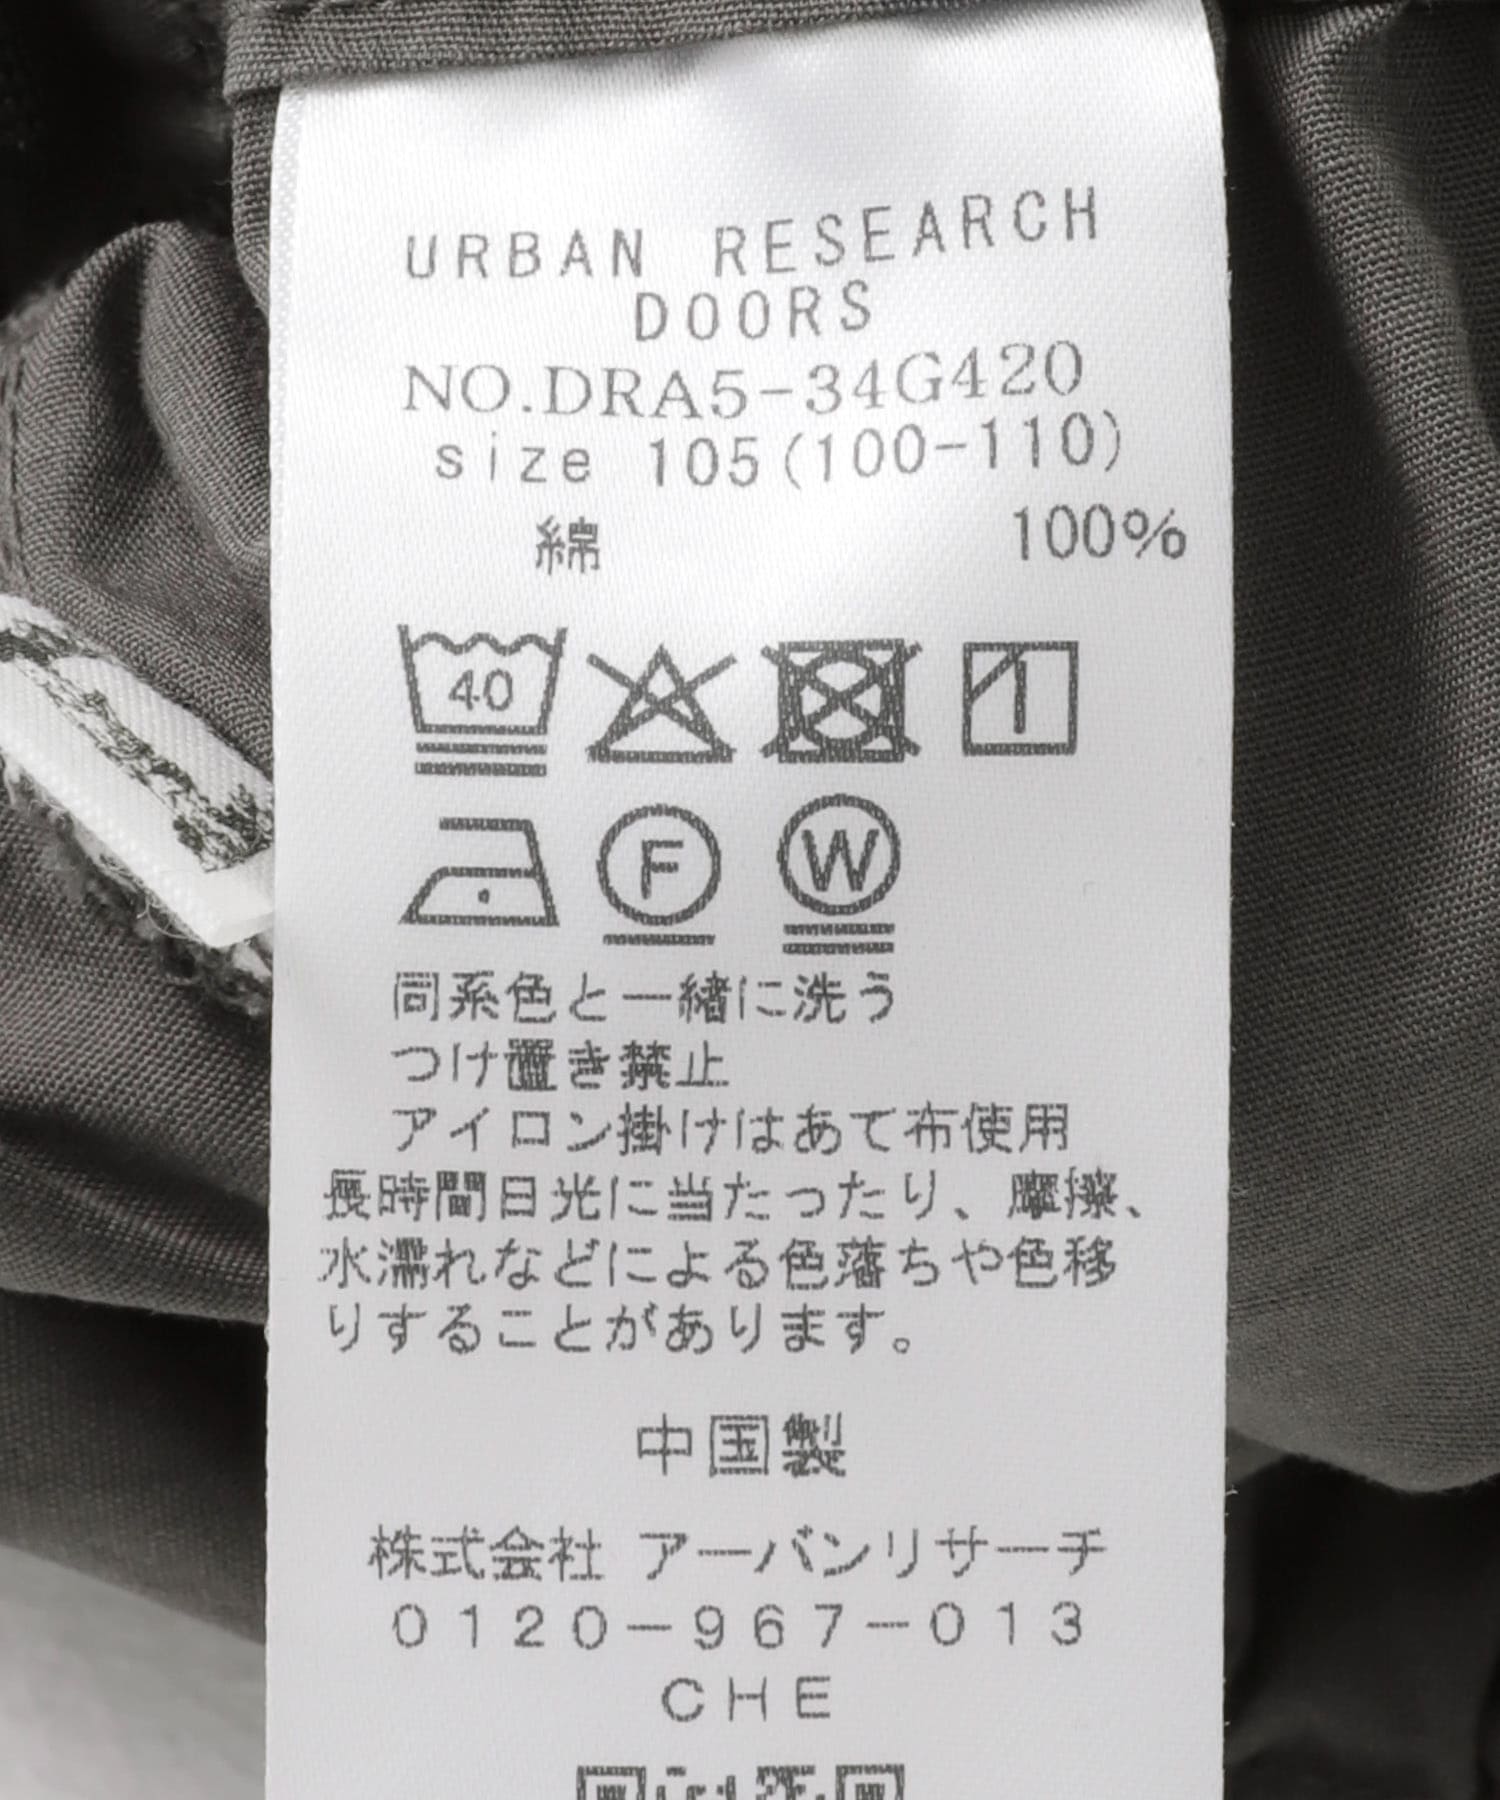 URBAN RESEARCH
DOORS
NO.DRA5-34G420
size 105(100-110)
綿 100%
40
F W
同系色と一緒に洗う
つけ置き禁止
アイロン掛けはあて布使用
長時間日光に当たったり、摩擦、
水濡れなどによる色落ちや色移
りすることがあります。
中国製
株式会社 アーバンリサーチ
0120-967-013
CHE